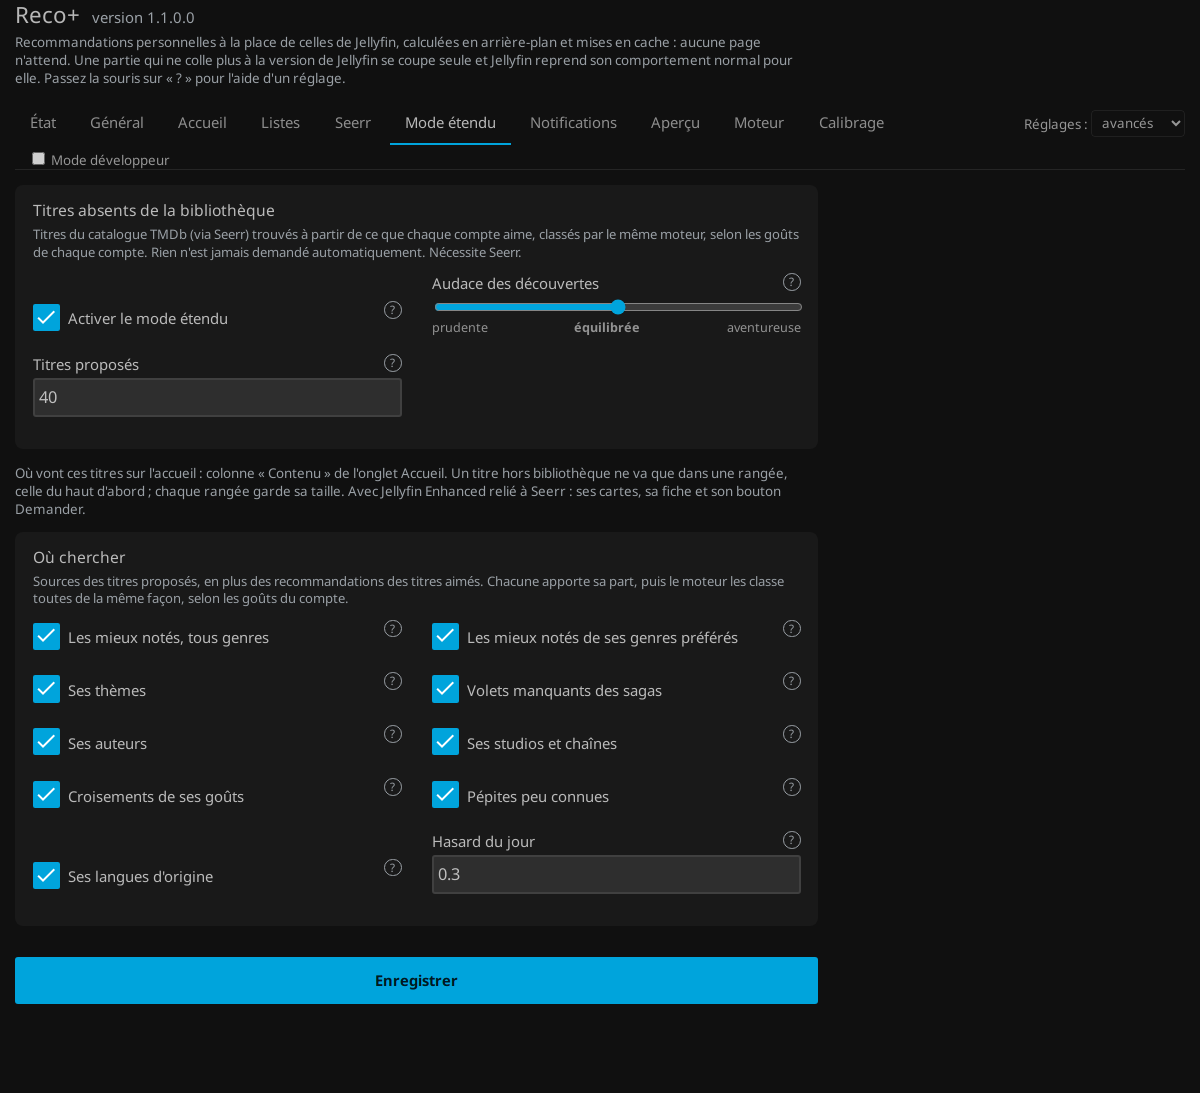 Reco+ version 1.1.0.0
Recommandations personnelles à la place de celles de Jellyfin, calculées en arrière-plan et mises en cache : aucune page
n'attend. Une partie qui ne colle plus à la version de Jellyfin se coupe seule et Jellyfin reprend son comportement normal pour
elle. Passez la souris sur « ? » pour l'aide d'un réglage.
État Général Accueil Listes Seerr Mode étendu Notifications Aperçu Moteur Calibrage Réglages : avancés
Mode développeur
Titres absents de la bibliothèque
Titres du catalogue TMDb (via Seerr) trouvés à partir de ce que chaque compte aime, classés par le même moteur, selon les goûts
de chaque compte. Rien n'est jamais demandé automatiquement. Nécessite Seerr.
Activer le mode étendu ?
Audace des découvertes ?
prudente équilibrée aventureuse
Titres proposés ?
40
Où vont ces titres sur l'accueil : colonne « Contenu » de l'onglet Accueil. Un titre hors bibliothèque ne va que dans une rangée,
celle du haut d'abord ; chaque rangée garde sa taille. Avec Jellyfin Enhanced relié à Seerr : ses cartes, sa fiche et son bouton
Demander.
Où chercher
Sources des titres proposés, en plus des recommandations des titres aimés. Chacune apporte sa part, puis le moteur les classe
toutes de la même façon, selon les goûts du compte.
Les mieux notés, tous genres ? Les mieux notés de ses genres préférés ?
Ses thèmes ? Volets manquants des sagas ?
Ses auteurs ? Ses studios et chaînes ?
Croisements de ses goûts ? Pépites peu connues ?
Ses langues d'origine ?
Hasard du jour ?
0.3
Enregistrer